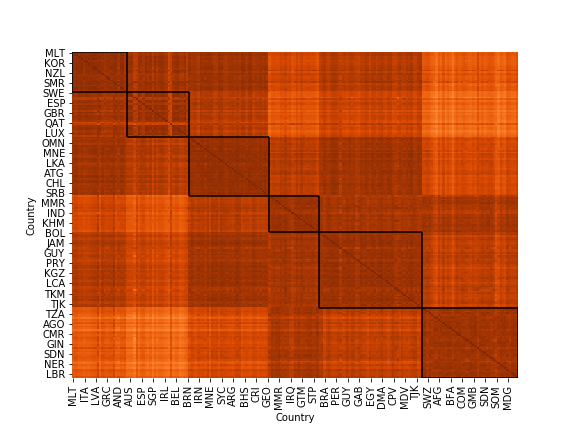 MLT
KOR
NZL
SMR
SWE
ESP
GBR
QAT
LUX
OMN
MNE
LKA
ATG
CHL
SRB
MMR
IND
KHM
BOL
JAM
GUY
PRY
KGZ
LCA
TKM
TJK
TZA
AGO
CMR
GIN
SDN
NER
LBR
Country
MLT ITA LVA GRC AND AUS ESP SGP IRL BEL BRN IRN MNE SYC ARG BHS CRI GEO MMR IRQ GTM STP BRA PER GUY GAB EGY DMA CPV MDV TJK SWZ AFG BFA COM GMB SDN SOM MDG
Country